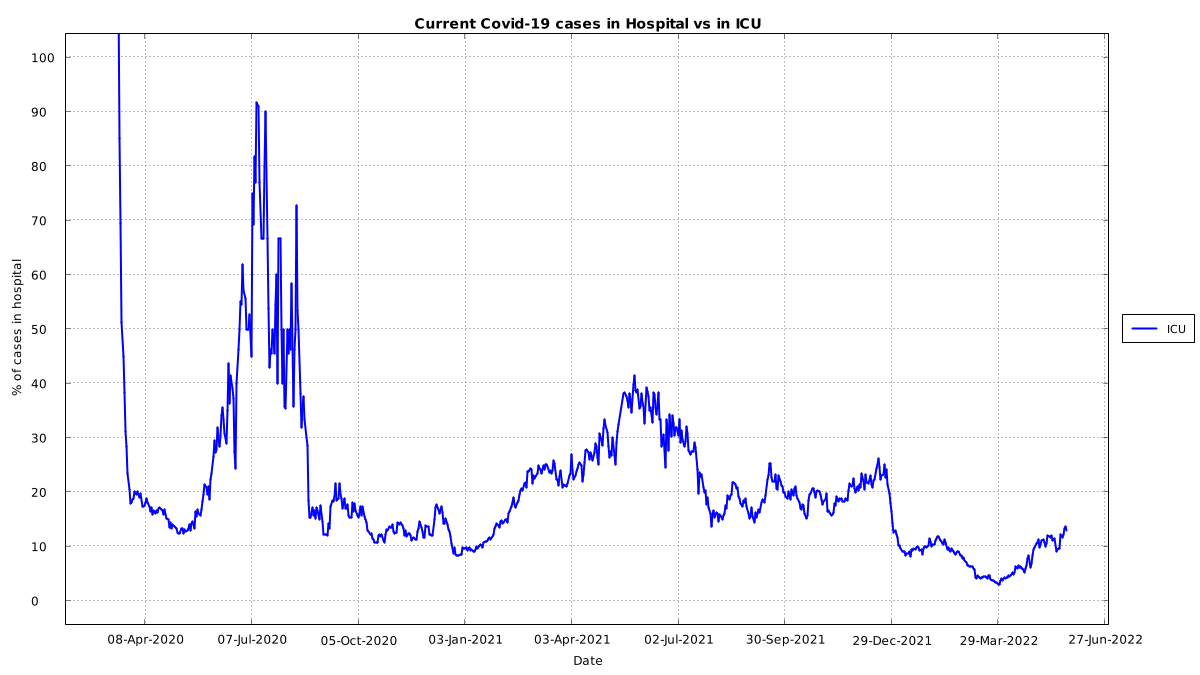 Current Covid-19 cases in Hospital vs in ICU
% of cases in hospital
100
90
80
70
60
50
40
30
20
10
0
08-Apr-2020 07-Jul-2020 05-Oct-2020 03-Jan-2021 03-Apr-2021 02-Jul-2021 30-Sep-2021 29-Dec-2021 29-Mar-2022 27-Jun-2022
Date
ICU